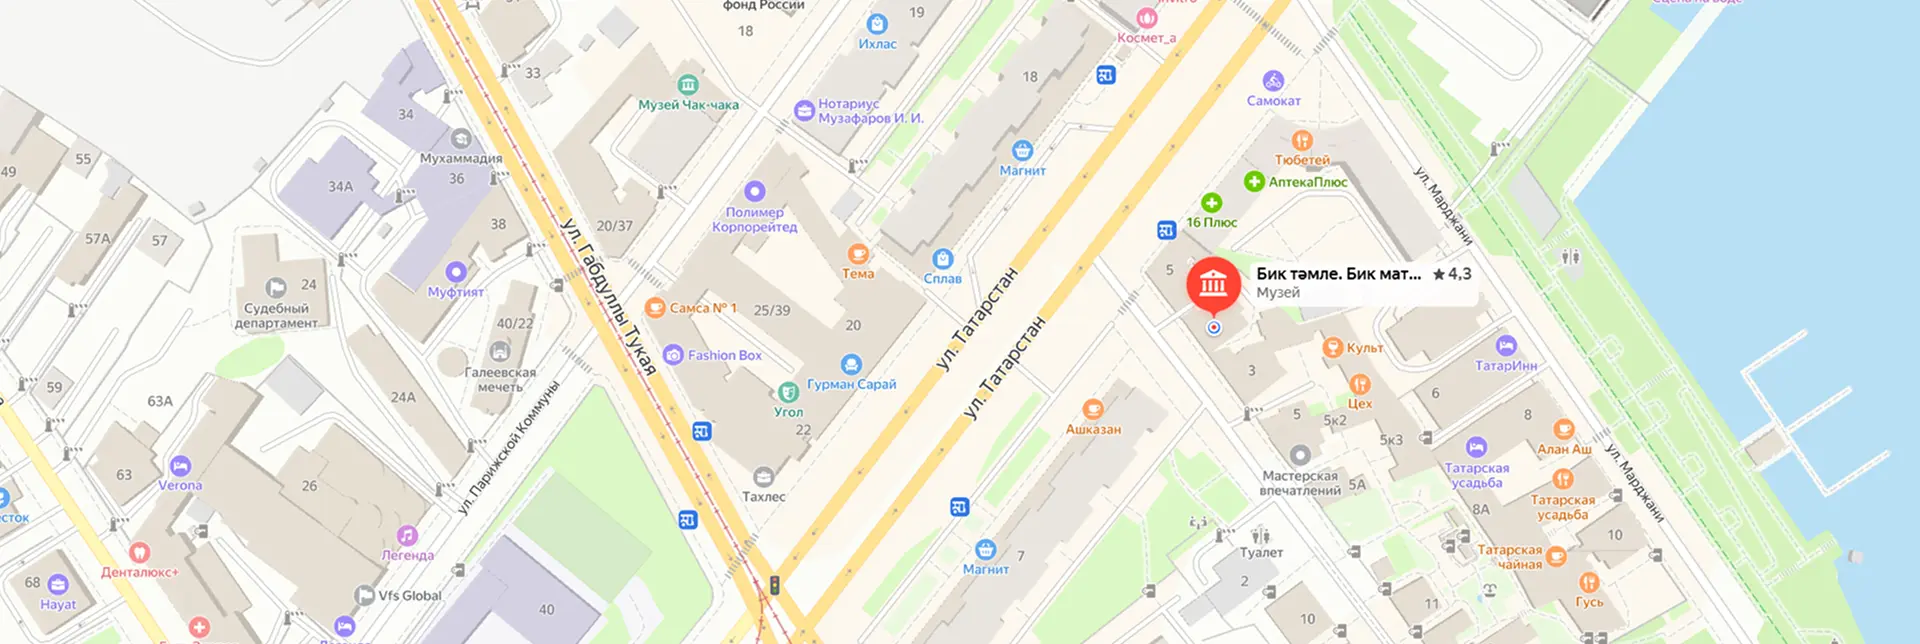 фонд России
18
19
Ихлас
Космет_а
33
Музей Чак-чака
Нотариус
Музафаров И. И.
18
Самокат
34
Мухаммадия
36
34А
55
49
Магнит
Тюбетей
АптекаПлюс
16 Плюс
ул. Марджани
57А
57
38
20/37
Полимер
Корпорейтед
ул. Габдуллы Тукая
Муфтият
Тема
Сплав
5
Бик тәмле. Бик мат... ★ 4,3
Музей
24
Судебный
департамент
Самса № 1
25/39
20
40/22
Fashion Box
ул. Татарстан
ул. Татарстан
Культ
ТатарИнн
Галеевская
мечеть
59
63А
24А
Гурман Сарай
Угол
22
3
Цех
6
Ашказан
5
5к2
5к3
8
Алан Аш
ул. Парижской Коммуны
63
Verona
26
Тахлес
Мастерская
впечатлений
5А
Татарская
усадьба
ул. Марджани
Татарская
усадьба
8А
10
Легенда
Денталюкс+
68
Hayat
Vfs Global
40
Магнит
7
Туалет
2
Татарская
чайная
Гусь
11
10